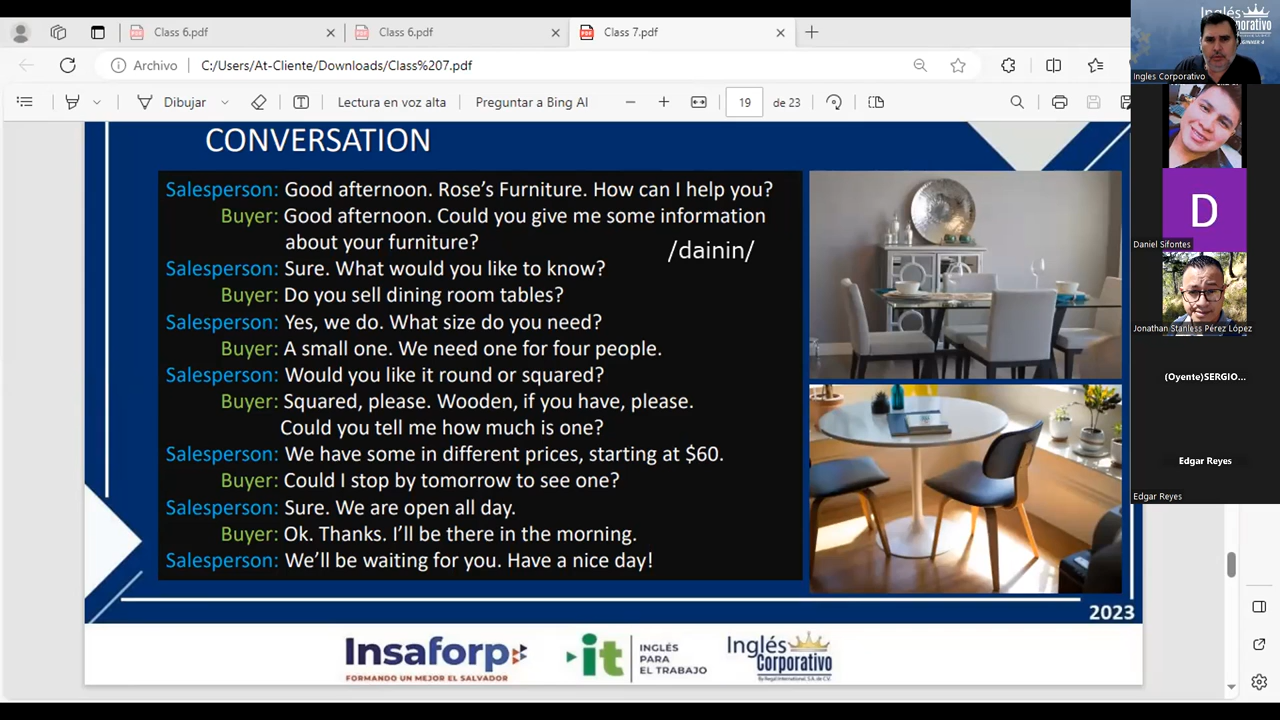 Class 6.pdf
Class 6.pdf
Class 7.pdf
Archivo C:/Users/At-Cliente/Downloads/Class%207.pdf
Dibujar
Lectura en voz alta
Preguntar a Bing AI
19 de 23
CONVERSATION
Salesperson: Good afternoon. Rose's Furniture. How can I help you?
Buyer: Good afternoon. Could you give me some information
about your furniture?
/dainin/
Salesperson: Sure. What would you like to know?
Buyer: Do you sell dining room tables?
Salesperson: Yes, we do. What size do you need?
Buyer: A small one. We need one for four people.
Salesperson: Would you like it round or squared?
Buyer: Squared, please. Wooden, if you have, please.
Could you tell me how much is one?
Salesperson: We have some in different prices, starting at $60.
Buyer: Could I stop by tomorrow to see one?
Salesperson: Sure. We are open all day.
Buyer: Ok. Thanks. I'll be there in the morning.
Salesperson: We'll be waiting for you. Have a nice day!
2023
Insaforp
FORMANDO UN MEJOR EL SALVADOR
it
INGLÉS
PARA
EL TRABAJO
Inglés
Corporativo
Inglés
Ingles Corporativo
D
Daniel Sifontes
Jonathan Stanless Pérez López
(Oyente)SERGIO...
Edgar Reyes
Edgar Reyes